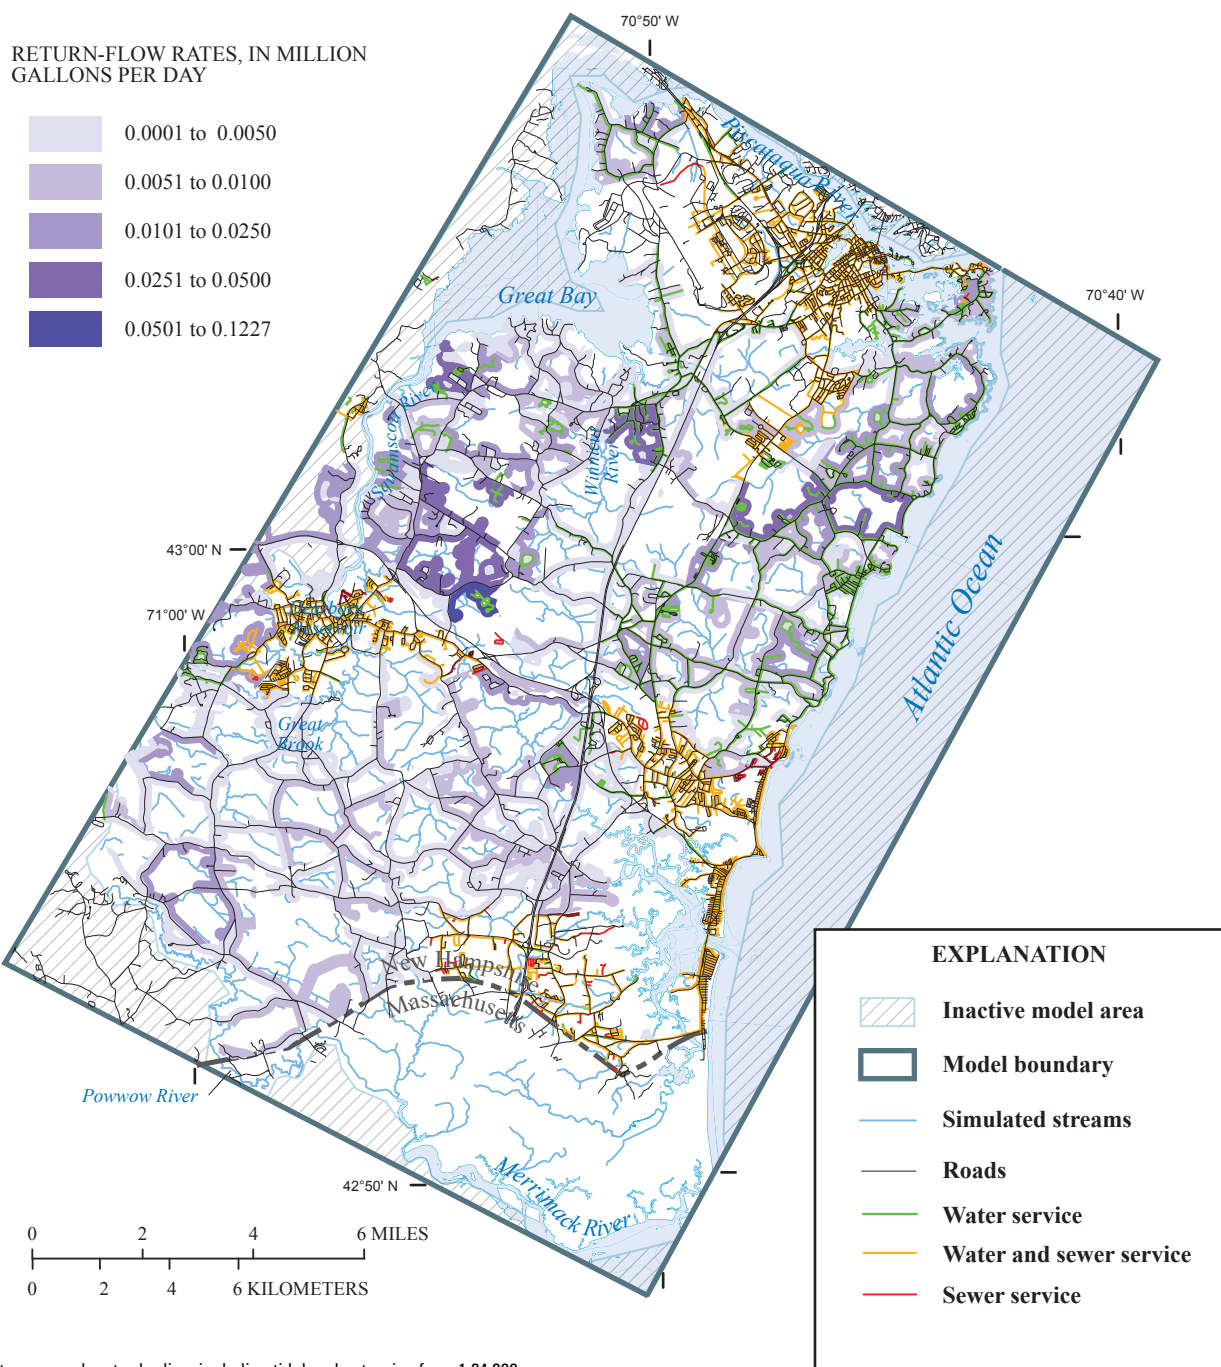 RETURN-FLOW RATES, IN MILLION
GALLONS PER DAY
0.0001 to 0.0050
0.0051 to 0.0100
0.0101 to 0.0250
0.0251 to 0.0500
0.0501 to 0.1227
70°50' W
70°40' W
43°00' N
71°00' W
42°50' N
Piscataqua River
Great Bay
Squamscott River
Winnicut
River
Dearborn
Reservoir
Great
Brook
Atlantic Ocean
New Hampshire
Massachusetts
Powwow River
Merrimack River
0 2 4 6 MILES
0 2 4 6 KILOMETERS
EXPLANATION
Inactive model area
Model boundary
Simulated streams
Roads
Water service
Water and sewer service
Sewer service